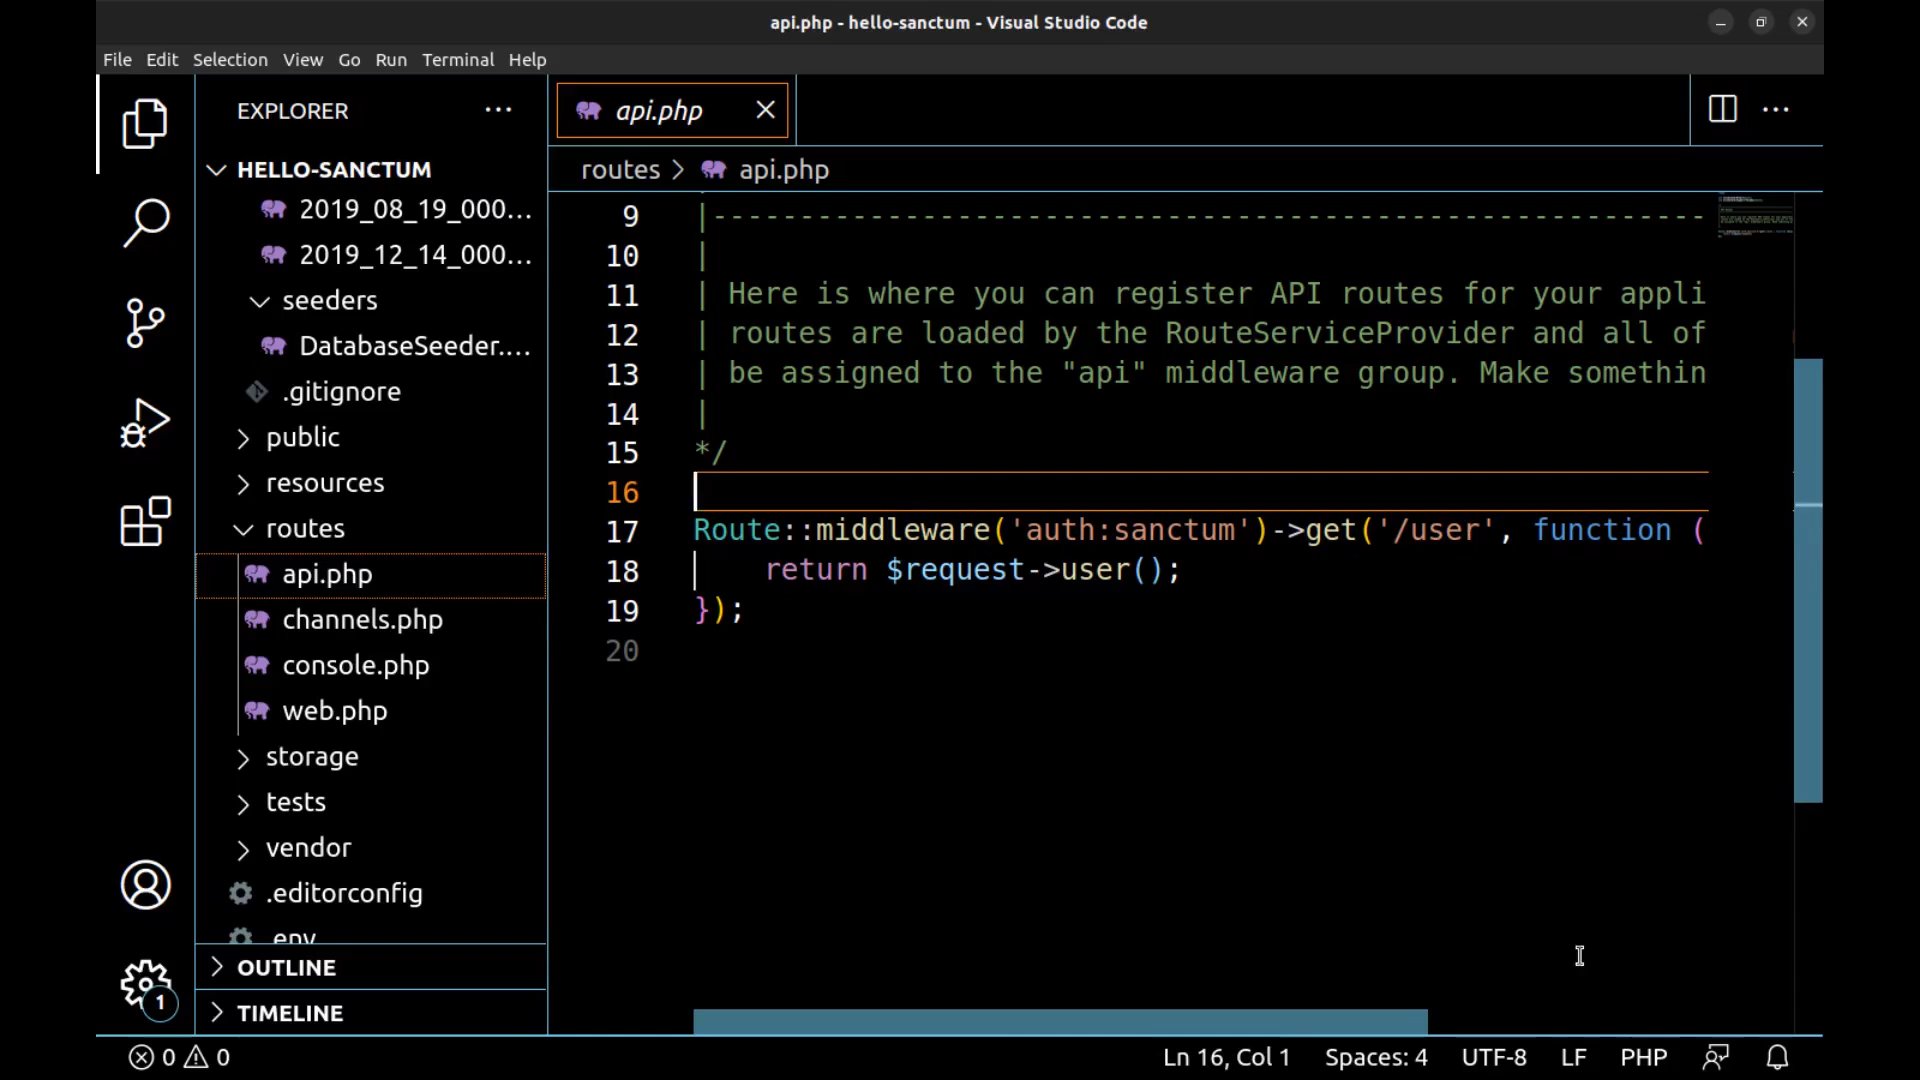 api.php - hello-sanctum - Visual Studio Code
File Edit Selection View Go Run Terminal Help
EXPLORER
HELLO-SANCTUM
2019_08_19_000...
2019_12_14_000...
seeders
DatabaseSeeder....
.gitignore
public
resources
routes
api.php
channels.php
console.php
web.php
storage
tests
vendor
.editorconfig
.env
OUTLINE
TIMELINE
1
api.php
routes > api.php
9 |---------------------------------------------------------
10 |
11 | Here is where you can register API routes for your appli
12 | routes are loaded by the RouteServiceProvider and all of
13 | be assigned to the "api" middleware group. Make somethin
14 |
15 */
16
17 Route::middleware('auth:sanctum')->get('/user', function (
18     return $request->user();
19 });
20
0 0 Ln 16, Col 1 Spaces: 4 UTF-8 LF PHP